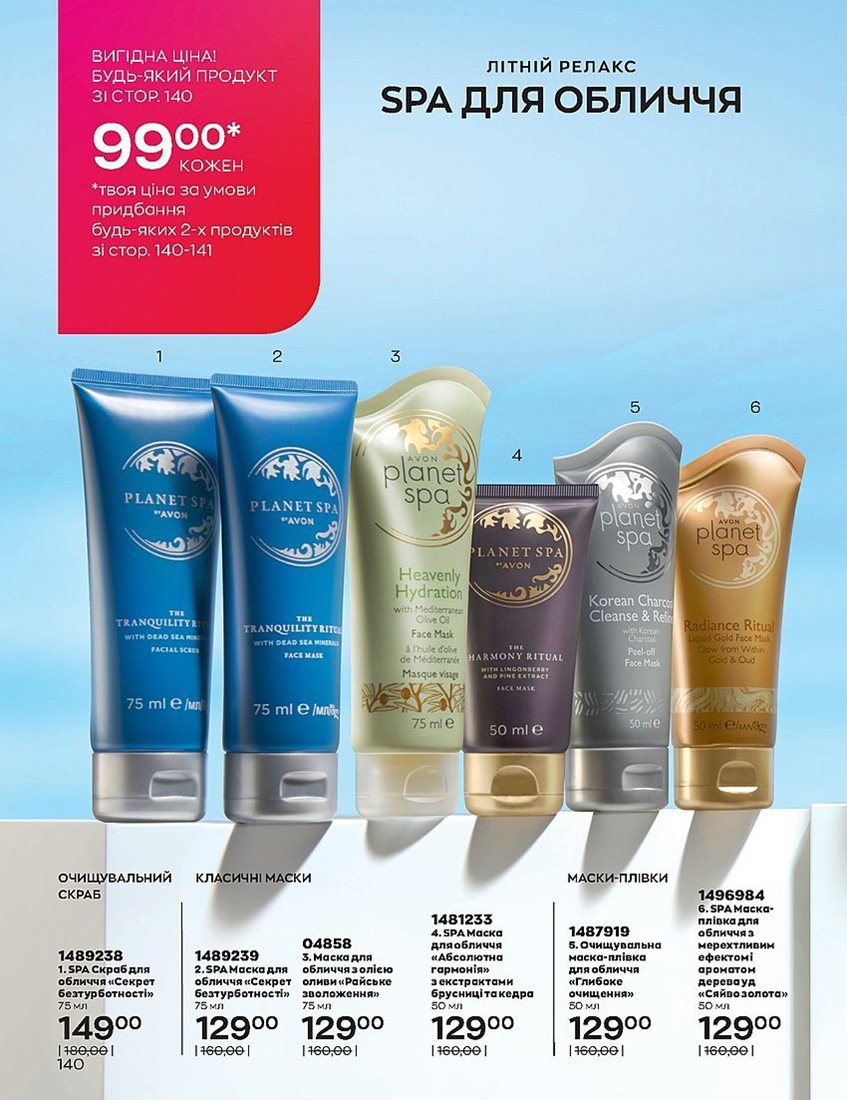 ВИГІДНА ЦІНА!
БУДЬ-ЯКИЙ ПРОДУКТ
ЗІ СТОР. 140
99⁰⁰*
КОЖЕН
*твоя ціна за умови
придбання
будь-яких 2-х продуктів
зі стор. 140-141
ЛІТНІЙ РЕЛАКС
SPA ДЛЯ ОБЛИЧЧЯ
1
2
3
4
5
6
PLANET SPA
BY AVON
THE
TRANQUILITY RITU
WITH DEAD SEA MINERALS
FACIAL SCRUB
75 ml e/мл/
PLANET SPA
BY AVON
THE
TRANQUILITY RITUAL
WITH DEAD SEA MINERALS
FACE MASK
75 ml e/мл/
AVON
planet
spa
Heavenly
Hydration
with Mediterranean
Olive Oil
Face Mask
à l'huile d'olive
de Méditerranée
Masque visage
75 ml e
PLANET SPA
BY AVON
THE
HARMONY RITUAL
WITH LINGONBERRY
AND PINE EXTRACT
FACE MASK
50 ml e
AVON
planet
spa
Korean Charcoal
Cleanse & Refine
with Korean
Charcoal
Peel-off
Face Mask
50 ml e
AVON
planet
spa
Radiance Ritual
Liquid Gold Face Mask
Glow from Within
Gold & Oud
50 ml e/мл/
ОЧИЩУВАЛЬНИЙ
СКРАБ
1489238
1. SPA Скраб для
обличчя «Секрет
безтурботності»
75 мл
149⁰⁰
|180,00|
КЛАСИЧНІ МАСКИ
1489239
2. SPA Маска для
обличчя «Секрет
безтурботності»
75 мл
129⁰⁰
|160,00|
04858
3. Маска для
обличчя з олією
оливи «Райське
зволоження»
75 мл
129⁰⁰
|160,00|
1481233
4. SPA Маска
для обличчя
«Абсолютна
гармонія»
з екстрактами
брусниці та кедра
50 мл
129⁰⁰
|160,00|
МАСКИ-ПЛІВКИ
1487919
5. Очищувальна
маска-плівка
для обличчя
«Глибоке
очищення»
50 мл
129⁰⁰
|160,00|
1496984
6. SPA Маска-
плівка для
обличчя з
мерехтливим
ефектом і
ароматом
дерева уд
«Сяйво золота»
50 мл
129⁰⁰
|160,00|
140